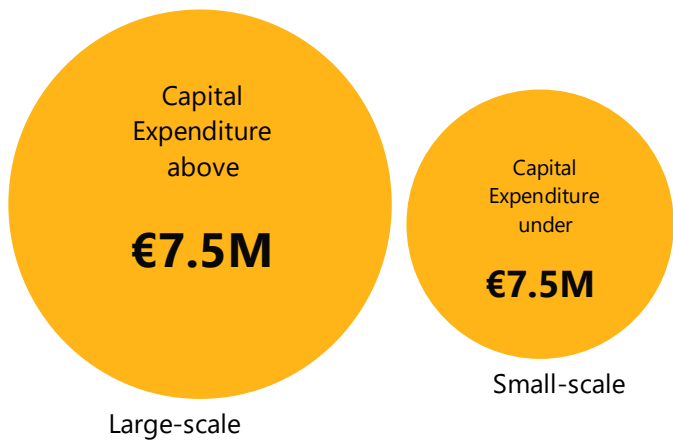 Capital
Expenditure
above
€7.5M
Large-scale
Capital
Expenditure
under
€7.5M
Small-scale